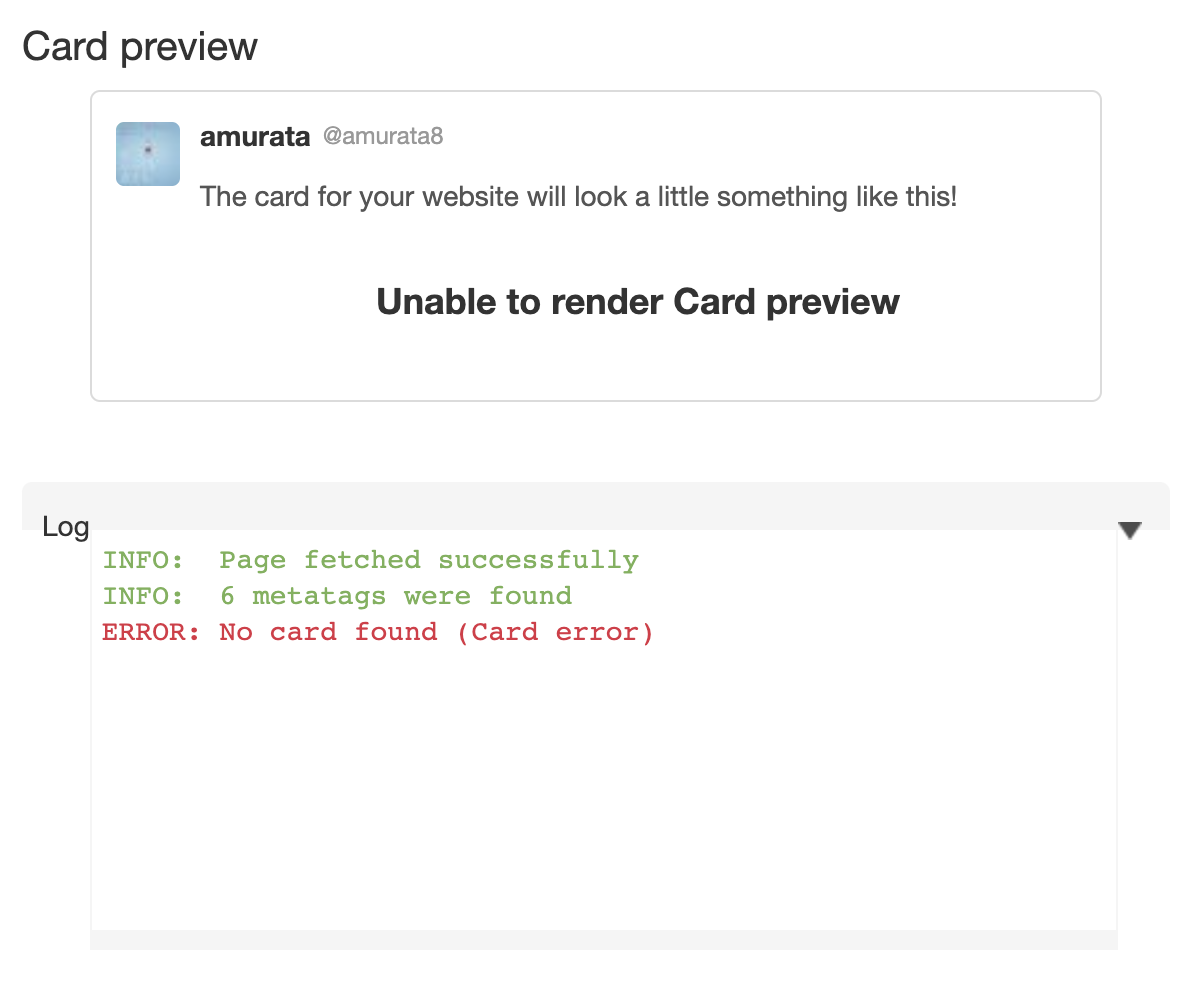 Card preview
amurata @amurata8
The card for your website will look a little something like this!
Unable to render Card preview
Log
INFO:  Page fetched successfully
INFO:  6 metatags were found
ERROR: No card found (Card error)